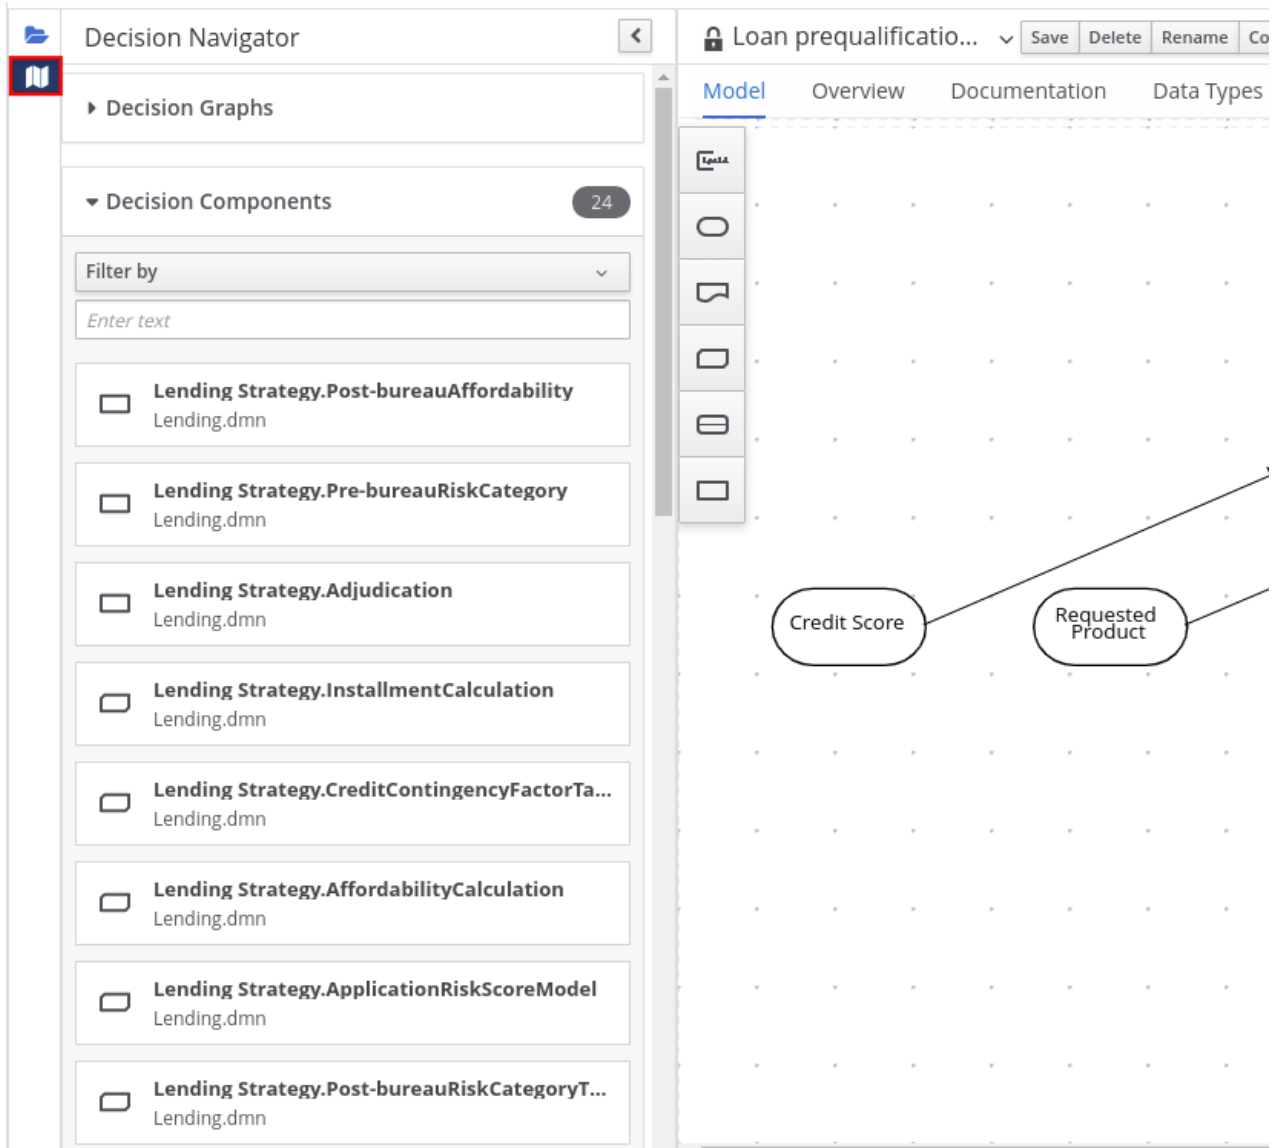 Decision Navigator
Decision Graphs
Decision Components
24
Filter by
Enter text
Lending Strategy.Post-bureauAffordability
Lending.dmn
Lending Strategy.Pre-bureauRiskCategory
Lending.dmn
Lending Strategy.Adjudication
Lending.dmn
Lending Strategy.InstallmentCalculation
Lending.dmn
Lending Strategy.CreditContingencyFactorTa...
Lending.dmn
Lending Strategy.AffordabilityCalculation
Lending.dmn
Lending Strategy.ApplicationRiskScoreModel
Lending.dmn
Lending Strategy.Post-bureauRiskCategoryT...
Lending.dmn
Loan prequalificatio...
Save
Delete
Rename
Co
Model
Overview
Documentation
Data Types
Credit Score
Requested
Product